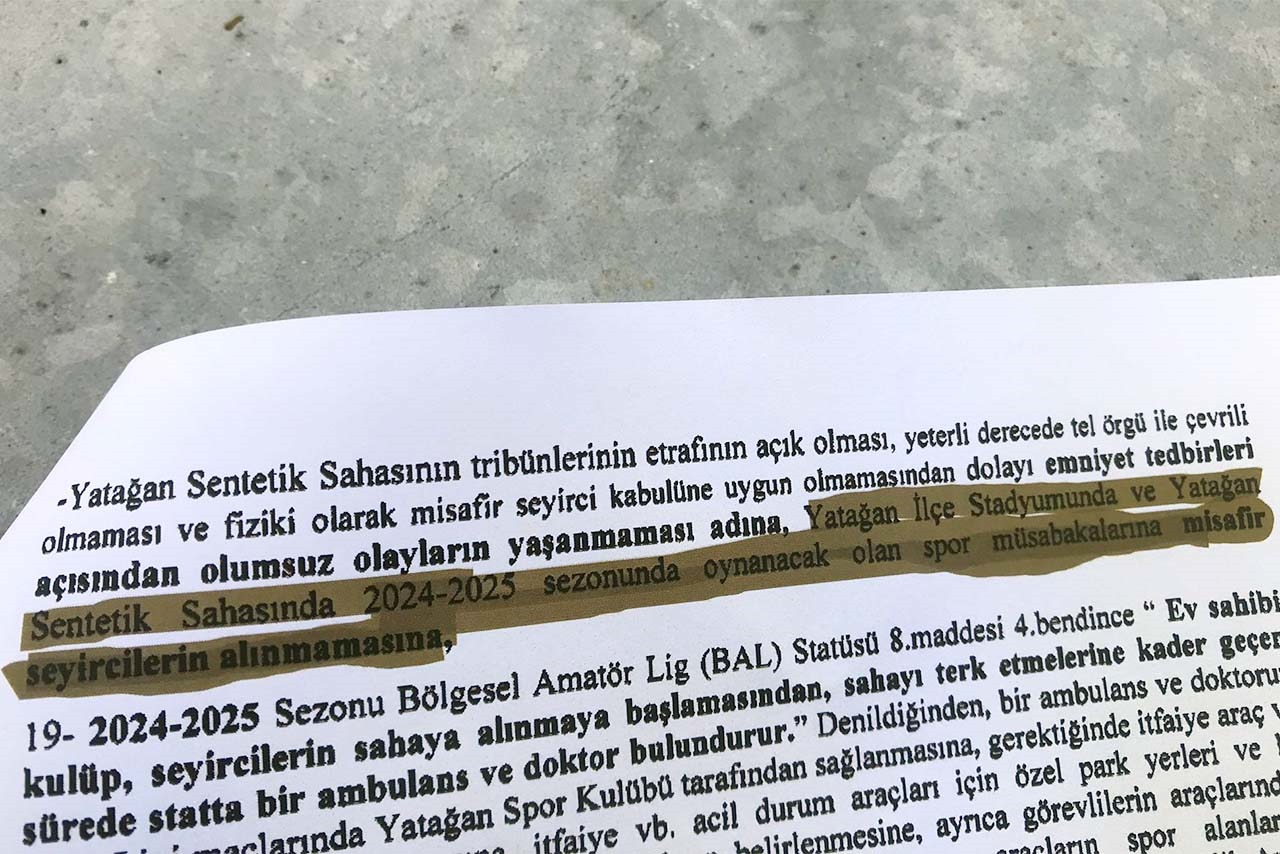 -Yatağan Sentetik Sahasının tribünlerinin etrafının açık olması, yeterli derecede tel örgü ile çevrili
olmaması ve fiziki olarak misafir seyirci kabulüne uygun olmamasından dolayı emniyet tedbirleri
açısından olumsuz olayların yaşanmaması adına, Yatağan İlçe Stadyumunda ve Yatağan
Sentetik Sahasında 2024-2025 sezonunda oynanacak olan spor müsabakalarına misafir
seyircilerin alınmamasına,
19- 2024-2025 Sezonu Bölgesel Amatör Lig (BAL) Statüsü 8.maddesi 4.bendince “ Ev sahibi
kulüp, seyircilerin sahaya alınmaya başlamasından, sahayı terk etmelerine kader geçen
sürede statta bir ambulans ve doktor bulundurur.” Denildiğinden, bir ambulans ve doktoru
maçlarında Yatağan Spor Kulübü tarafından sağlanmasına, gerektiğinde itfaiye araç
itfaiye vb. acil durum araçları için özel park yerleri ve
belirlenmesine, ayrıca görevlilerin araçlarınd
araçların spor alanlar